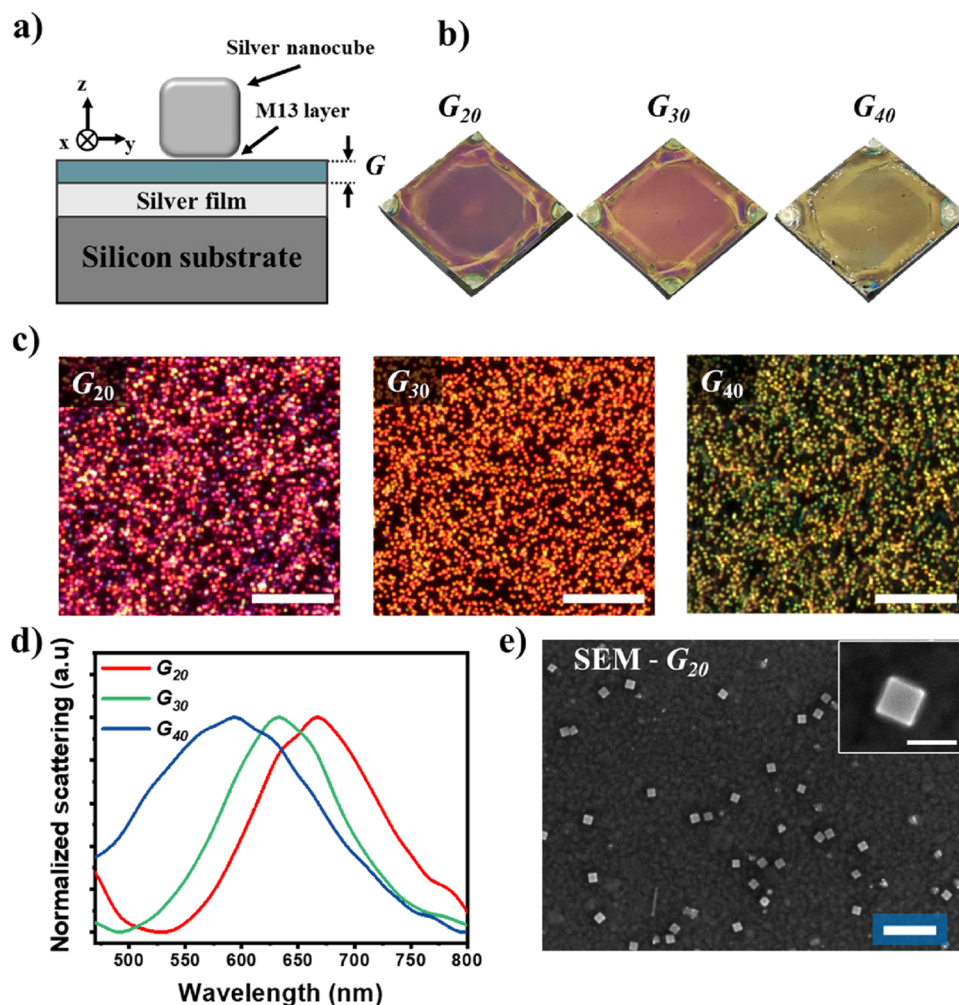 a)
Silver nanocube
M13 layer
z
x
y
G
Silver film
Silicon substrate
b)
G20
G30
G40
c)
G20
G30
G40
d)
Normalized scattering (a.u)
G20
G30
G40
500
550
600
650
700
750
800
Wavelength (nm)
e)
SEM - G20